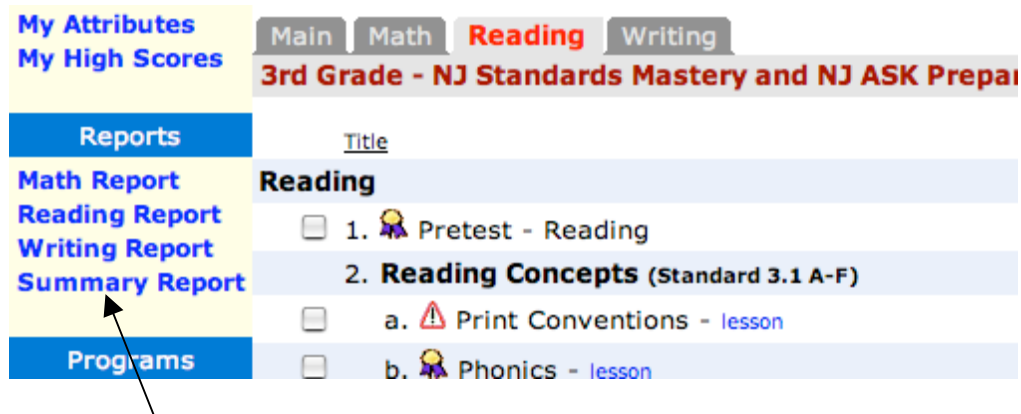 My Attributes
My High Scores
Reports
Math Report
Reading Report
Writing Report
Summary Report
Programs
Main Math Reading Writing
3rd Grade - NJ Standards Mastery and NJ ASK
Title
Reading
1. Pretest - Reading
2. Reading Concepts (Standard 3.1 A-F)
a. Print Conventions - lesson
b. Phonics - lesson